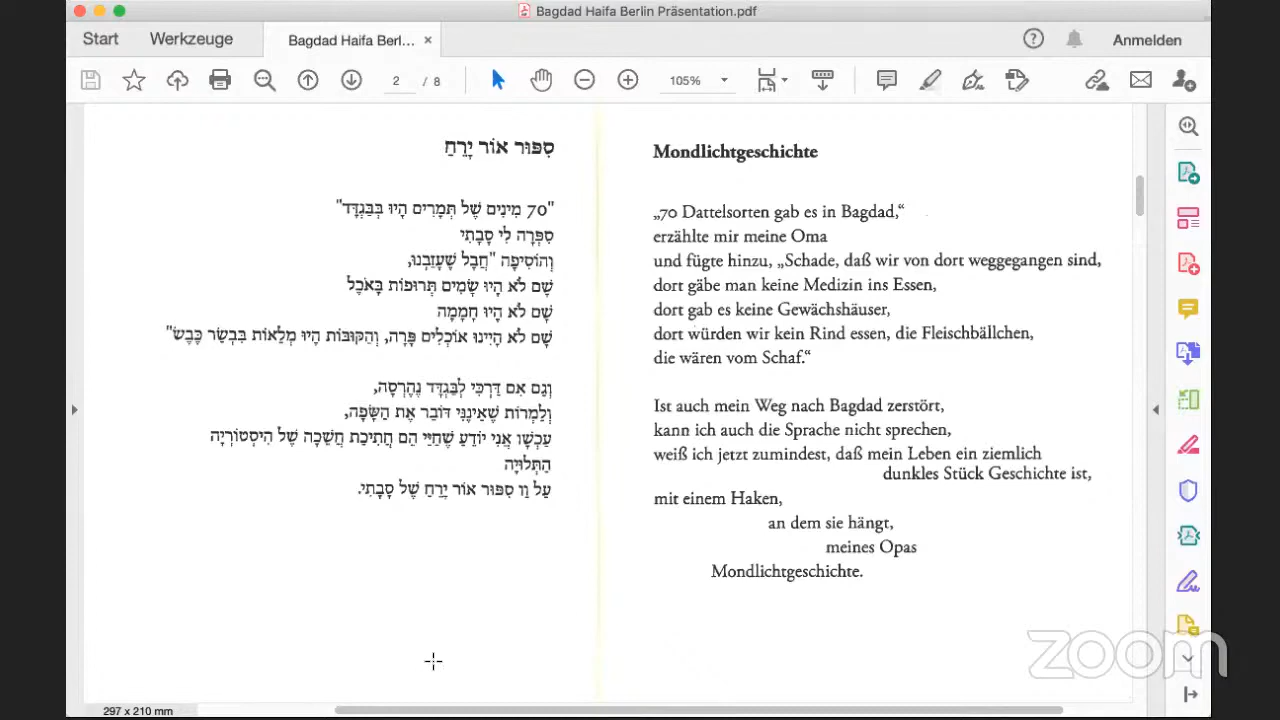 Bagdad Haifa Berlin Präsentation.pdf
Start
Werkzeuge
Bagdad Haifa Berl...
Anmelden
2 / 8
105%
סִפּוּר אוֹר יָרֵחַ
"70 מִינִים שֶׁל תְּמָרִים הָיוּ בְּבַּגְדָּד"
סִפְּרָה לִי סָבָתִי
וְהוֹסִיפָה "חֲבָל שֶׁעָזַבְנוּ,
שָׁם לֹא הָיוּ שָׂמִים תְּרוּפוֹת בָּאֹכֶל
שָׁם לֹא הָיוּ חֲמָמָה
שָׁם לֹא הָיִינוּ אוֹכְלִים פָּרָה, וְהַקּוּבּוֹת הָיוּ מְלֵאוֹת בִּבְשַׂר כֶּבֶשׂ"
וְגַם אִם דַּרְכִּי לְבַּגְדָּד נֶהֶרְסָה,
וְלַמְרוֹת שֶׁאֵינֶנִּי דּוֹבֵר אֶת הַשָּׂפָה,
עַכְשָׁו אֲנִי יוֹדֵעַ שֶׁחַיַּי הֵם חֲתִיכַת חֲשֵׁכָה שֶׁל הִיסְטוֹרְיָה
הַתְּלוּיָה
עַל וָו סִפּוּר אוֹר יָרֵחַ שֶׁל סָבָתִי.
Mondlichtgeschichte
„70 Dattelsorten gab es in Bagdad,“
erzählte mir meine Oma
und fügte hinzu, „Schade, daß wir von dort weggegangen sind,
dort gäbe man keine Medizin ins Essen,
dort gab es keine Gewächshäuser,
dort würden wir kein Rind essen, die Fleischbällchen,
die wären vom Schaf.“
Ist auch mein Weg nach Bagdad zerstört,
kann ich auch die Sprache nicht sprechen,
weiß ich jetzt zumindest, daß mein Leben ein ziemlich
dunkles Stück Geschichte ist,
mit einem Haken,
an dem sie hängt,
meines Opas
Mondlichtgeschichte.
zoom
297 x 210 mm